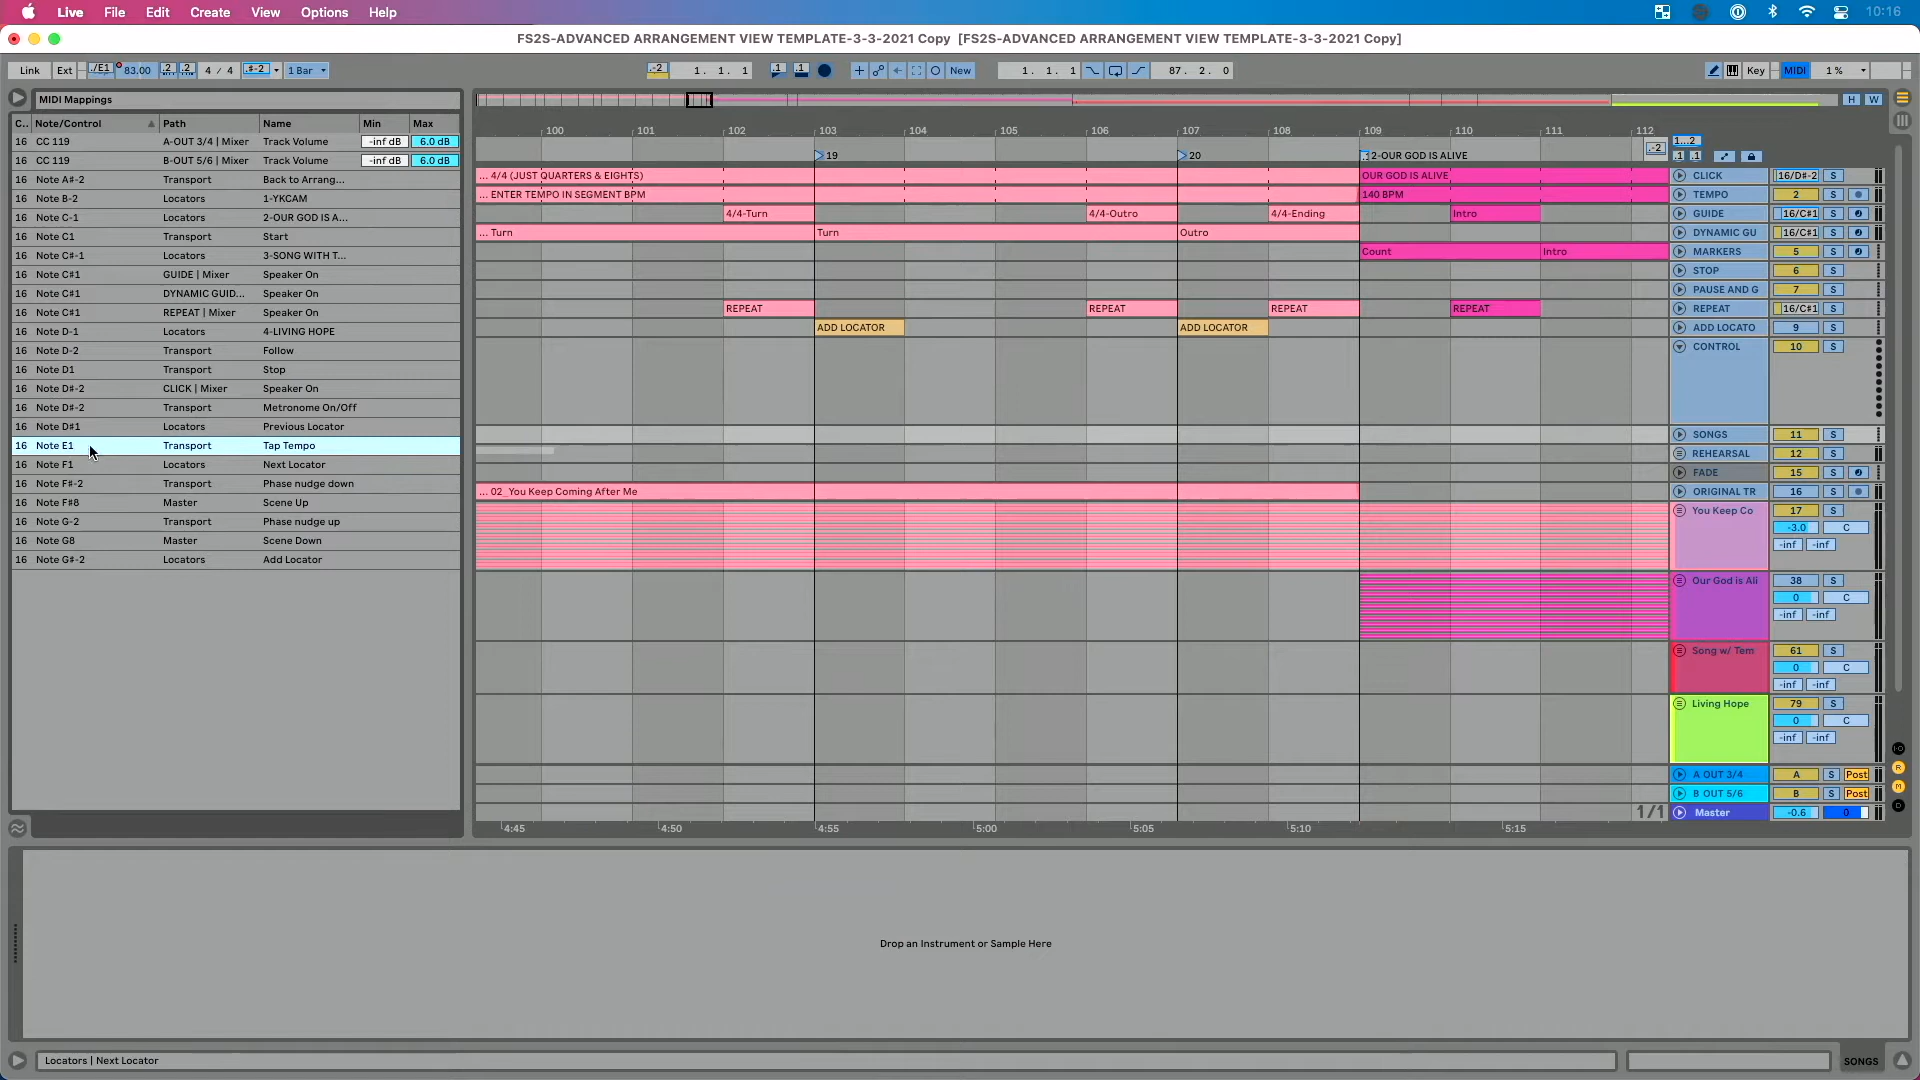 Live File Edit Create View Options Help 10:16
FS2S-ADVANCED ARRANGEMENT VIEW TEMPLATE-3-3-2021 Copy [FS2S-ADVANCED ARRANGEMENT VIEW TEMPLATE-3-3-2021 Copy]
Link Ext ./E1 83.00 .2 .2 4 / 4 .#-2 1 Bar .-2 1. 1. 1 .1 .1 New 1. 1. 1 87. 2. 0 Key MIDI 1 %
MIDI Mappings H W
C.. Note/Control Path Name Min Max
16 CC 119 A-OUT 3/4 | Mixer Track Volume -inf dB 6.0 dB
16 CC 119 B-OUT 5/6 | Mixer Track Volume -inf dB 6.0 dB
16 Note A#-2 Transport Back to Arrang...
16 Note B-2 Locators 1-YKCAM
16 Note C-1 Locators 2-OUR GOD IS A...
16 Note C1 Transport Start
16 Note C#-1 Locators 3-SONG WITH T...
16 Note C#1 GUIDE | Mixer Speaker On
16 Note C#1 DYNAMIC GUID... Speaker On
16 Note C#1 REPEAT | Mixer Speaker On
16 Note D-1 Locators 4-LIVING HOPE
16 Note D-2 Transport Follow
16 Note D1 Transport Stop
16 Note D#-2 CLICK | Mixer Speaker On
16 Note D#-2 Transport Metronome On/Off
16 Note D#1 Locators Previous Locator
16 Note E1 Transport Tap Tempo
16 Note F1 Locators Next Locator
16 Note F#-2 Transport Phase nudge down
16 Note F#8 Master Scene Up
16 Note G-2 Transport Phase nudge up
16 Note G8 Master Scene Down
16 Note G#-2 Locators Add Locator
100 101 102 103 104 105 106 107 108 109 110 111 112
19 20 2-OUR GOD IS ALIVE .-2 1...2 .1 .1
... 4/4 (JUST QUARTERS & EIGHTS) OUR GOD IS ALIVE CLICK 16/D#-2 S
... ENTER TEMPO IN SEGMENT BPM 140 BPM TEMPO 2 S
4/4-Turn 4/4-Outro 4/4-Ending Intro GUIDE 16/C#1 S
... Turn Turn Outro DYNAMIC GU 16/C#1 S
Count Intro MARKERS 5 S
STOP 6 S
PAUSE AND G 7 S
REPEAT REPEAT REPEAT REPEAT REPEAT 16/C#1 S
ADD LOCATOR ADD LOCATOR ADD LOCATO 9 S
CONTROL 10 S
SONGS 11 S
REHEARSAL 12 S
FADE 15 S
... 02_You Keep Coming After Me ORIGINAL TR 16 S
You Keep Co 17 S
-3.0 C
-inf -inf
Our God is Ali 38 S
0 C
-inf -inf
Song w/ Tem 61 S
0 C
-inf -inf
Living Hope 79 S
0 C
-inf -inf
A OUT 3/4 A S Post
B OUT 5/6 B S Post
1/1 Master -0.6 0
4:45 4:50 4:55 5:00 5:05 5:10 5:15
Drop an Instrument or Sample Here
Locators | Next Locator SONGS